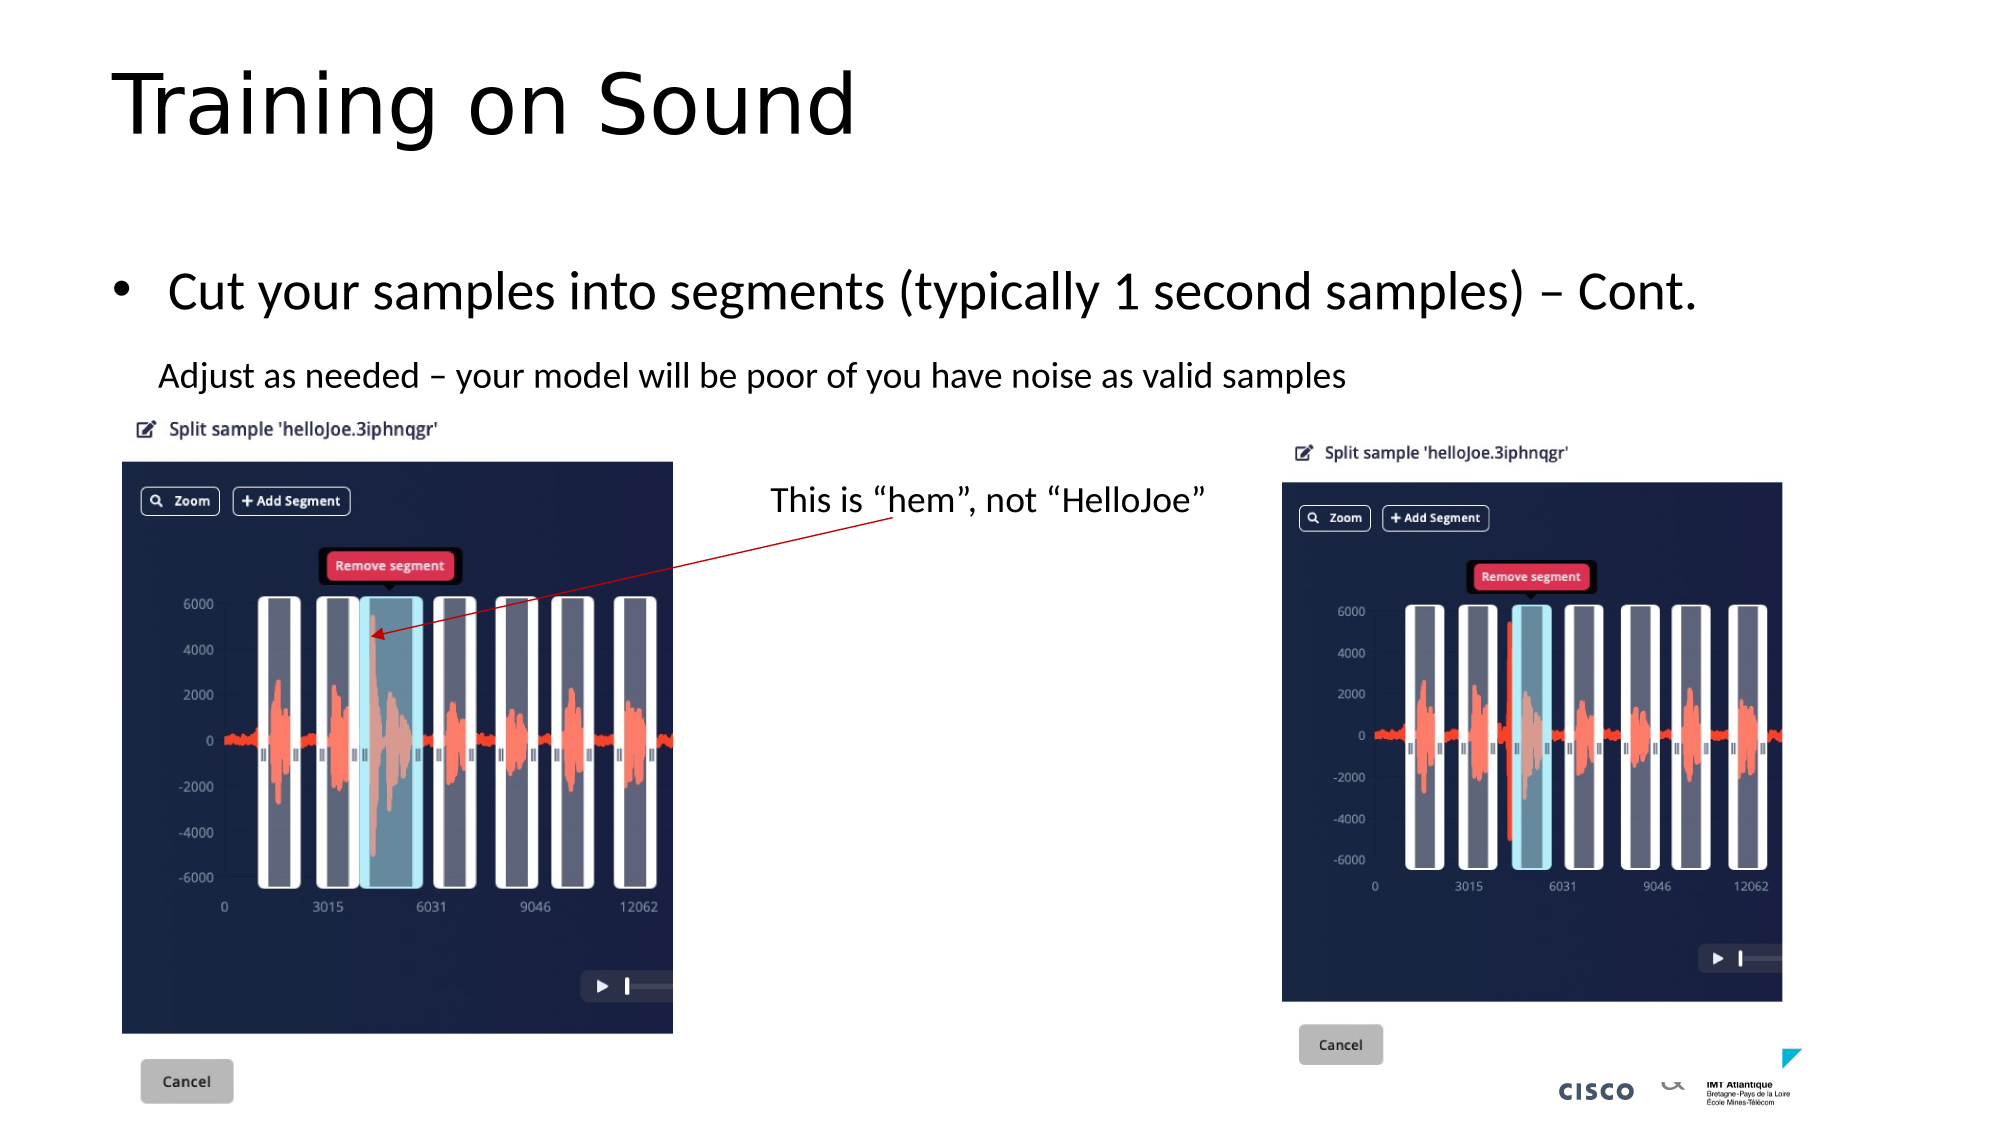 Training on Sound
• Cut your samples into segments (typically 1 second samples) – Cont.
Adjust as needed – your model will be poor of you have noise as valid samples
Split sample 'helloJoe.3iphnqgr'
Zoom
+ Add Segment
Remove segment
6000
4000
2000
0
-2000
-4000
-6000
0 3015 6031 9046 12062
Cancel
This is “hem”, not “HelloJoe”
Split sample 'helloJoe.3iphnqgr'
Zoom
+ Add Segment
Remove segment
6000
4000
2000
0
-2000
-4000
-6000
0 3015 6031 9046 12062
Cancel
CISCO
&
IMT Atlantique
Bretagne-Pays de la Loire
École Mines-Télécom